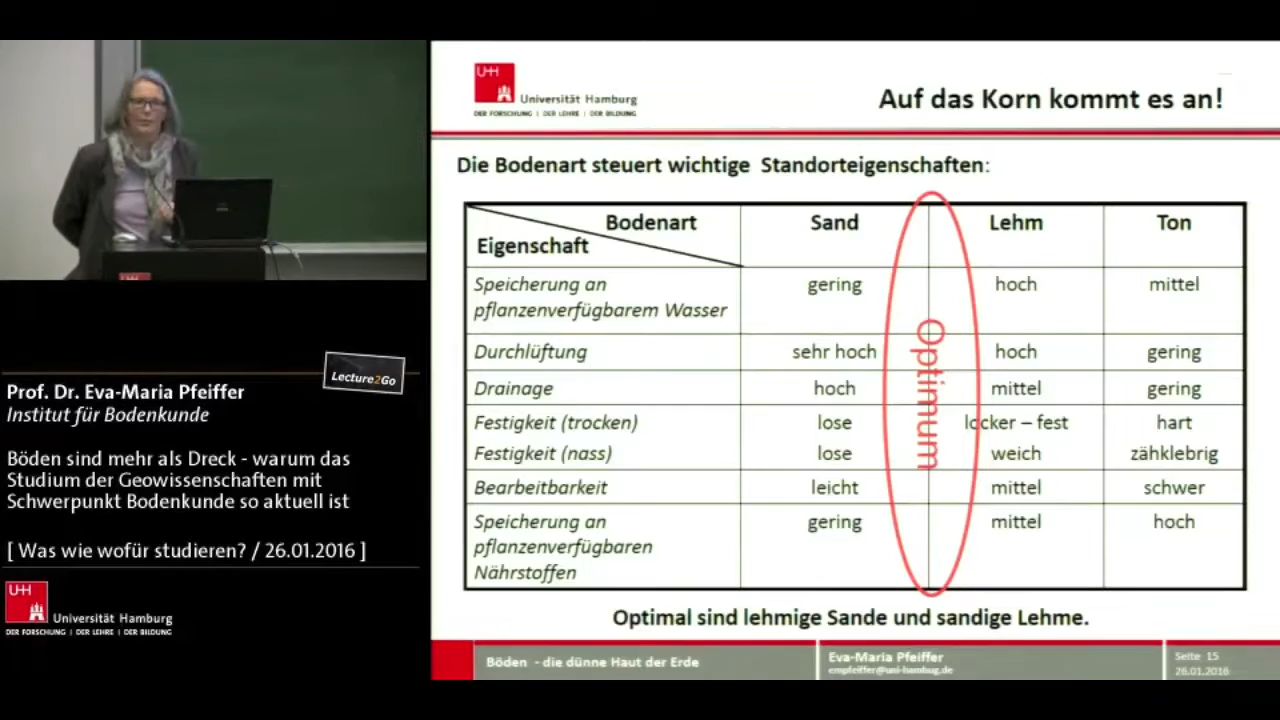 Prof. Dr. Eva-Maria Pfeiffer
Institut für Bodenkunde
Lecture2Go
Böden sind mehr als Dreck - warum das
Studium der Geowissenschaften mit
Schwerpunkt Bodenkunde so aktuell ist
[ Was wie wofür studieren? / 26.01.2016 ]
UHH
Universität Hamburg
DER FORSCHUNG | DER LEHRE | DER BILDUNG
UHH
Universität Hamburg
DER FORSCHUNG | DER LEHRE | DER BILDUNG
Auf das Korn kommt es an!
Die Bodenart steuert wichtige Standorteigenschaften:
Bodenart Sand Lehm Ton
Eigenschaft
Speicherung an gering hoch mittel
pflanzenverfügbarem Wasser
Durchlüftung sehr hoch hoch gering
Drainage hoch mittel gering
Festigkeit (trocken) lose locker – fest hart
Festigkeit (nass) lose weich zähklebrig
Bearbeitbarkeit leicht mittel schwer
Speicherung an gering mittel hoch
pflanzenverfügbaren
Nährstoffen
Optimum
Optimal sind lehmige Sande und sandige Lehme.
Böden - die dünne Haut der Erde
Eva-Maria Pfeiffer
empfeiffer@uni-hambug.de
Seite 15
26.01.2016